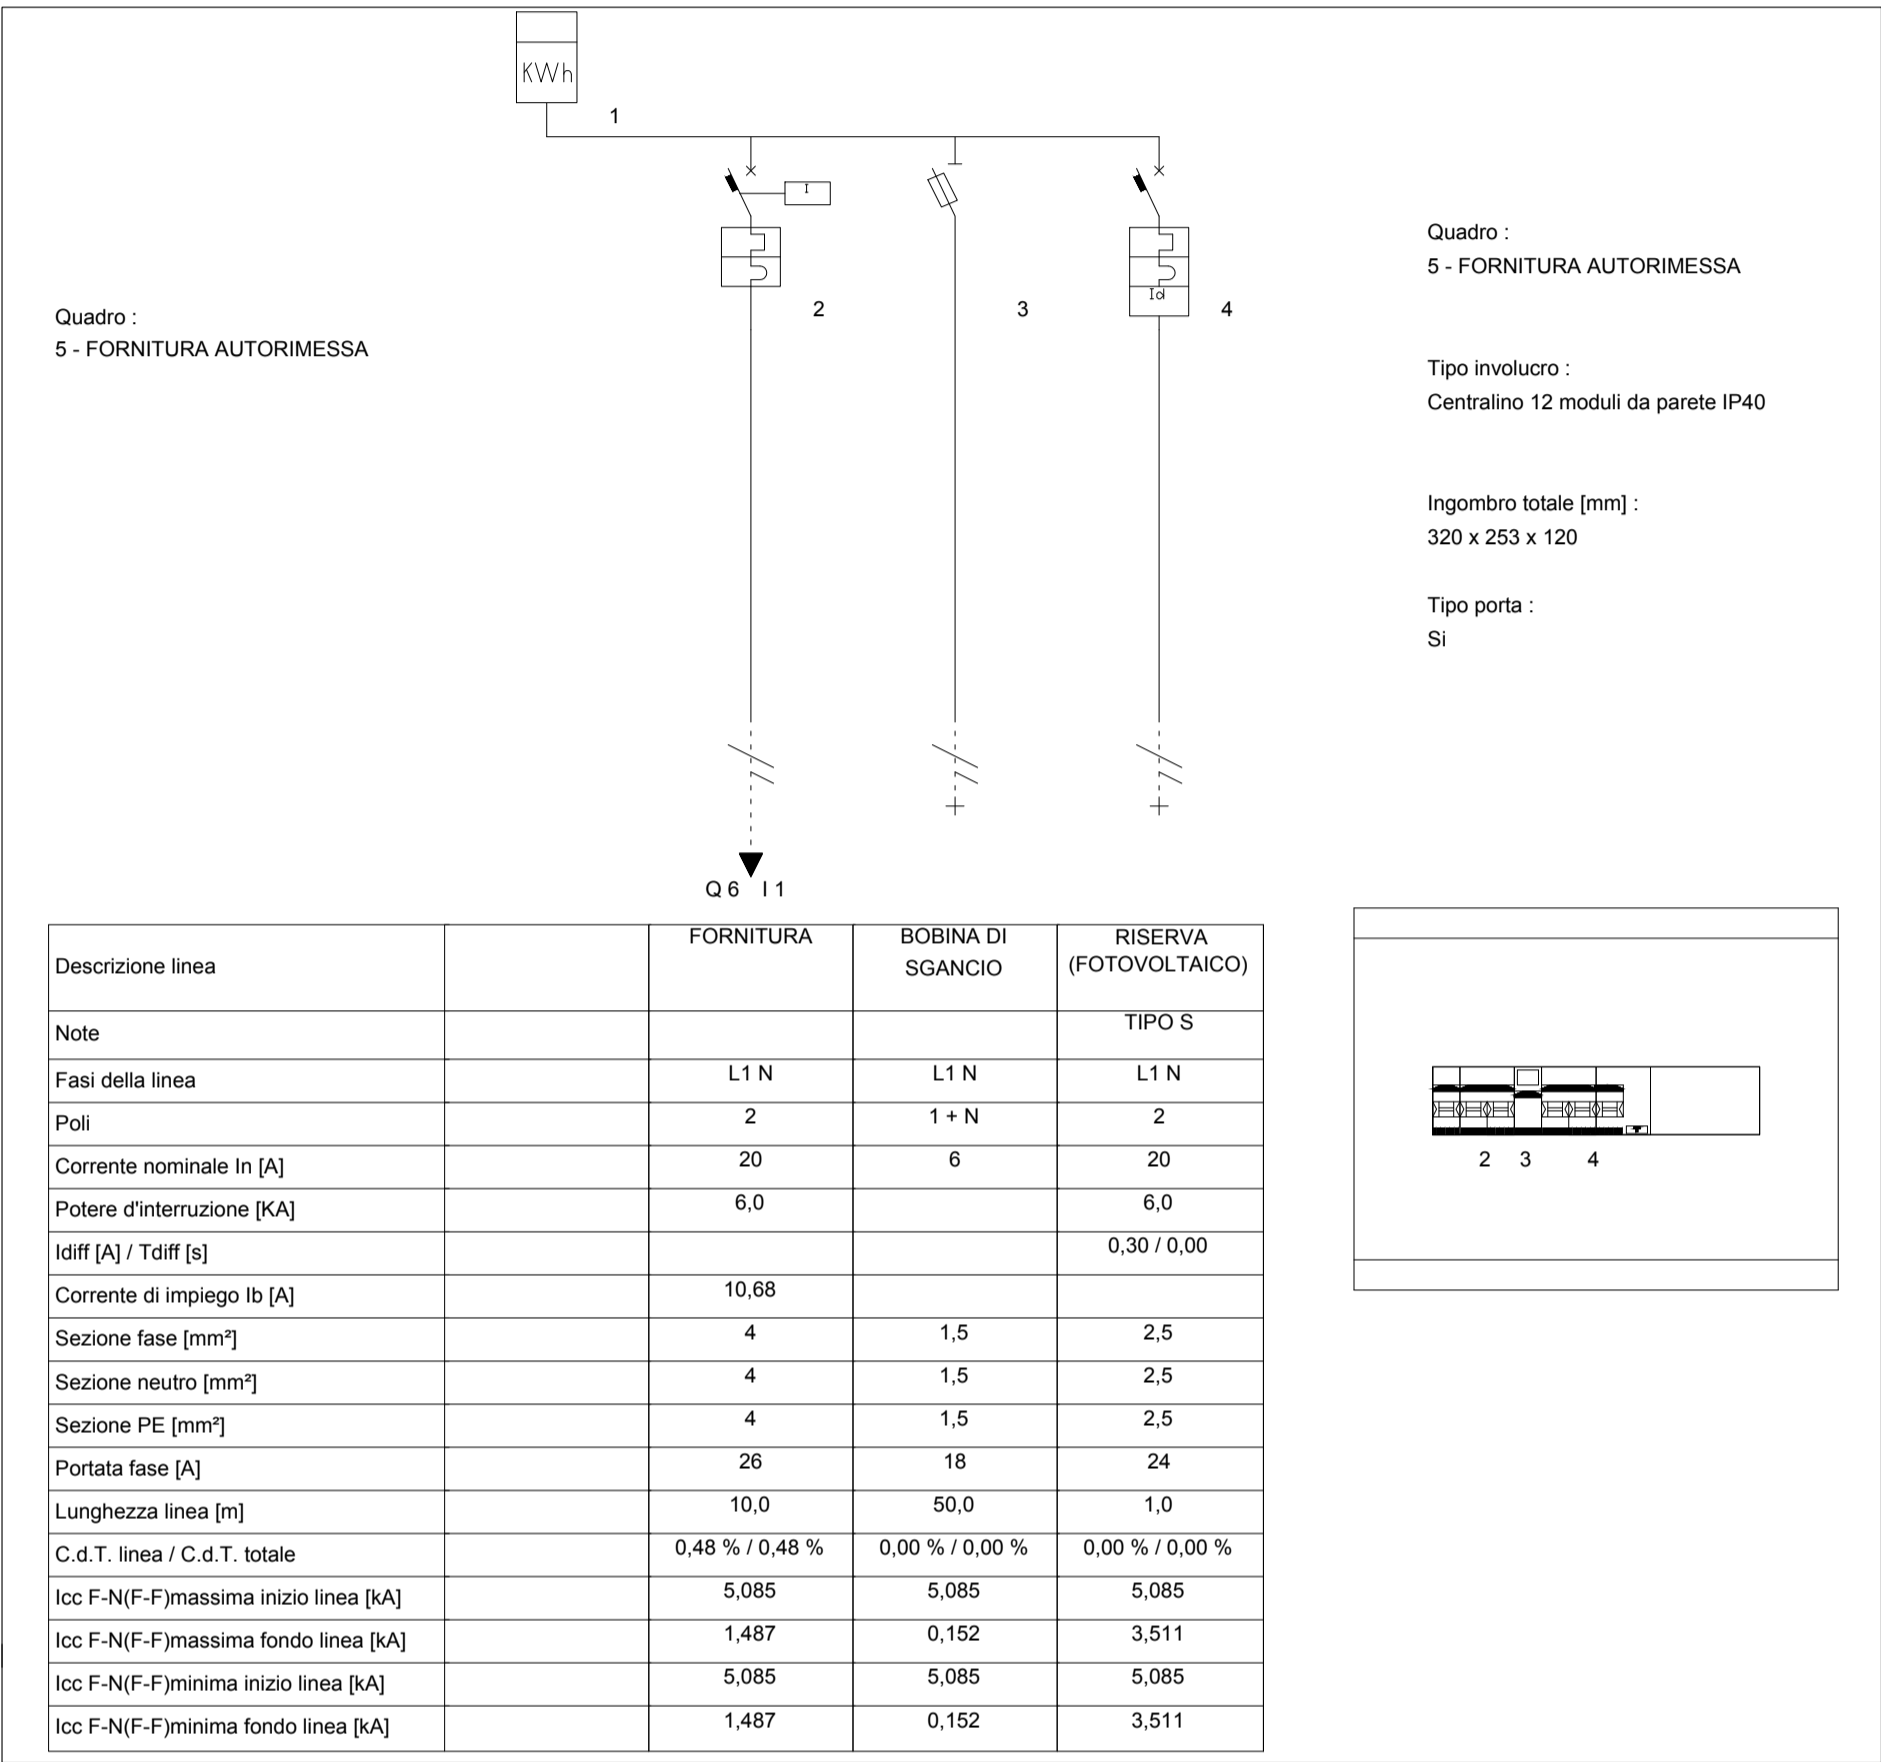 KWh
1
I
2
3
Id
4
Quadro :
5 - FORNITURA AUTORIMESSA
Quadro :
5 - FORNITURA AUTORIMESSA
Tipo involucro :
Centralino 12 moduli da parete IP40
Ingombro totale [mm] :
320 x 253 x 120
Tipo porta :
Si
Q 6 I 1
Descrizione linea FORNITURA BOBINA DI SGANCIO RISERVA (FOTOVOLTAICO)
Note TIPO S
Fasi della linea L1 N L1 N L1 N
Poli 2 1 + N 2
Corrente nominale In [A] 20 6 20
Potere d'interruzione [KA] 6,0 6,0
Idiff [A] / Tdiff [s] 0,30 / 0,00
Corrente di impiego Ib [A] 10,68
Sezione fase [mm²] 4 1,5 2,5
Sezione neutro [mm²] 4 1,5 2,5
Sezione PE [mm²] 4 1,5 2,5
Portata fase [A] 26 18 24
Lunghezza linea [m] 10,0 50,0 1,0
C.d.T. linea / C.d.T. totale 0,48 % / 0,48 % 0,00 % / 0,00 % 0,00 % / 0,00 %
Icc F-N(F-F)massima inizio linea [kA] 5,085 5,085 5,085
Icc F-N(F-F)massima fondo linea [kA] 1,487 0,152 3,511
Icc F-N(F-F)minima inizio linea [kA] 5,085 5,085 5,085
Icc F-N(F-F)minima fondo linea [kA] 1,487 0,152 3,511
2 3 4